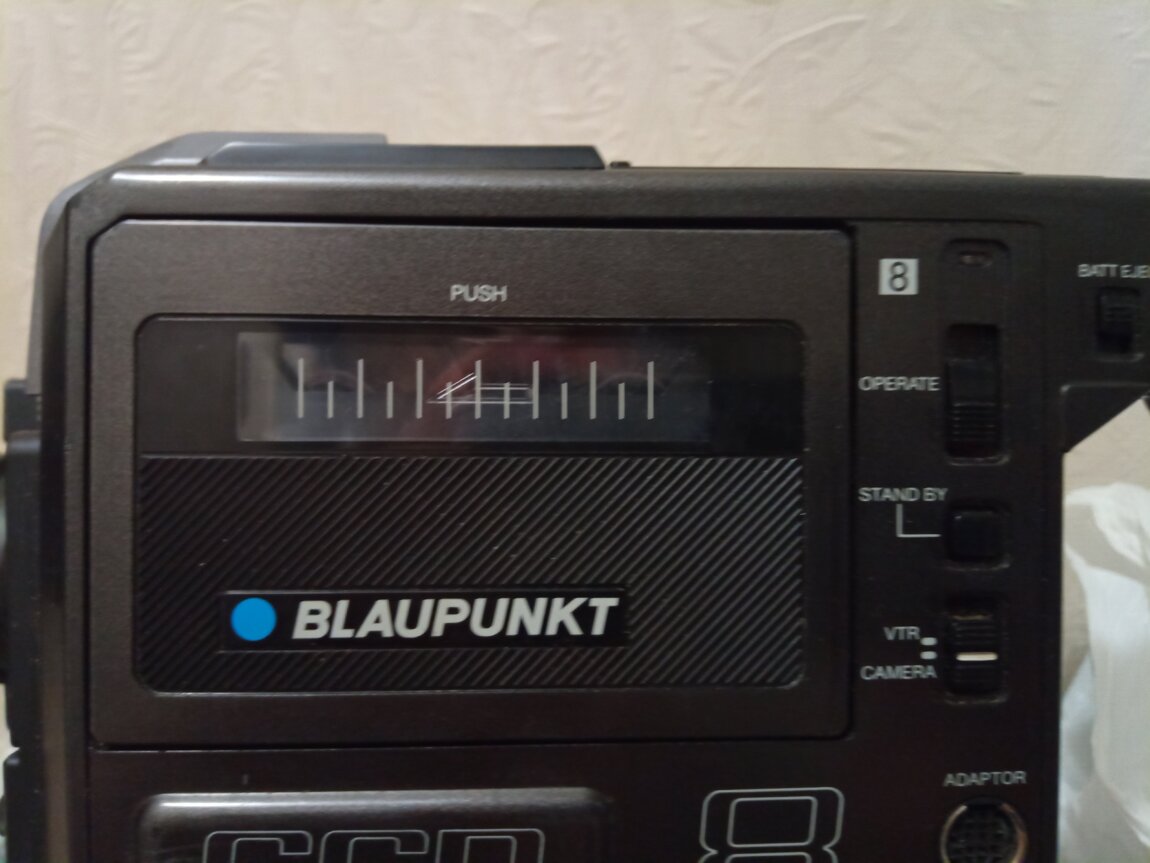 PUSH
8
BATT EJE
OPERATE
STAND BY
BLAUPUNKT
VTR
CAMERA
ADAPTOR
CCD 8